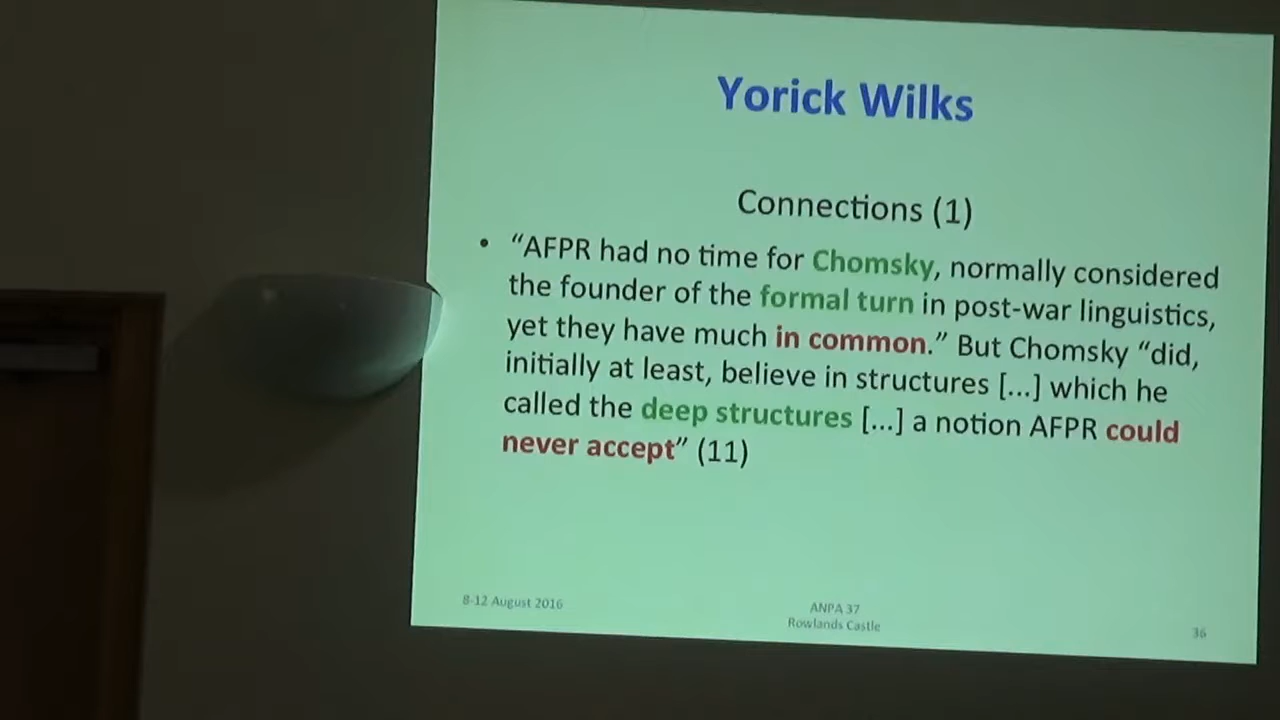 Yorick Wilks
Connections (1)
• “AFPR had no time for Chomsky, normally considered
the founder of the formal turn in post-war linguistics,
yet they have much in common.” But Chomsky “did,
initially at least, believe in structures [...] which he
called the deep structures [...] a notion AFPR could
never accept” (11)
8-12 August 2016
ANPA 37
Rowlands Castle
36